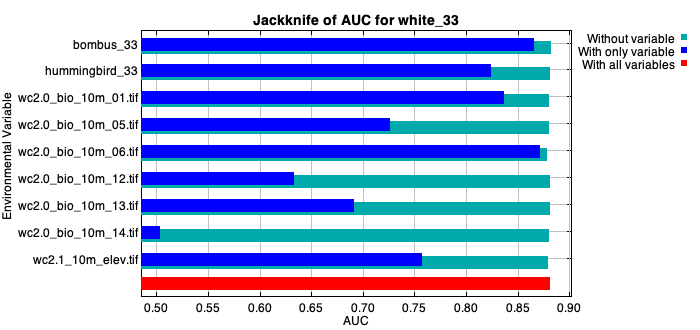 Jackknife of AUC for white_33
Without variable
With only variable
With all variables
Environmental Variable
bombus_33
hummingbird_33
wc2.0_bio_10m_01.tif
wc2.0_bio_10m_05.tif
wc2.0_bio_10m_06.tif
wc2.0_bio_10m_12.tif
wc2.0_bio_10m_13.tif
wc2.0_bio_10m_14.tif
wc2.1_10m_elev.tif
0.50 0.55 0.60 0.65 0.70 0.75 0.80 0.85 0.90
AUC